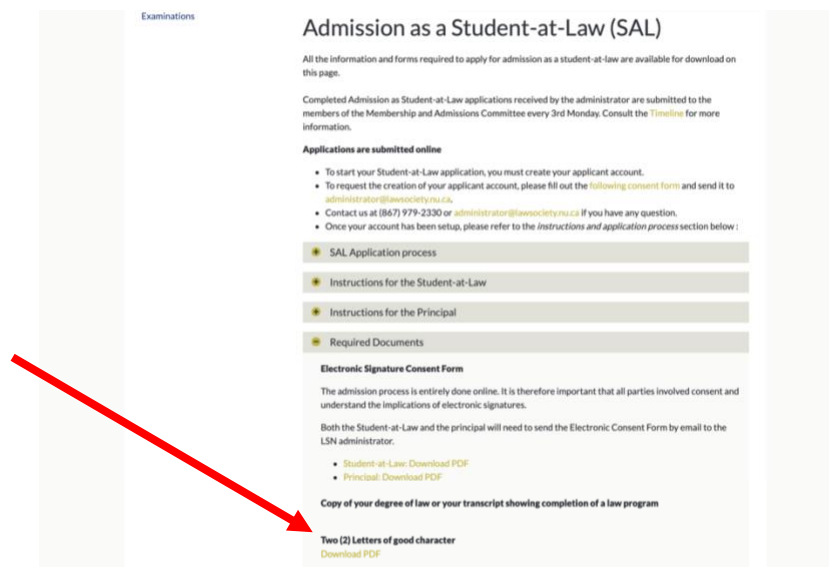 Examinations
Admission as a Student-at-Law (SAL)
All the information and forms required to apply for admission as a student-at-law are available for download on
this page.
Completed Admission as Student-at-Law applications received by the administrator are submitted to the
members of the Membership and Admissions Committee every 3rd Monday. Consult the Timeline for more
information.
Applications are submitted online
• To start your Student-at-Law application, you must create your applicant account.
• To request the creation of your applicant account, please fill out the following consent form and send it to
administrator@lawsociety.nu.ca.
• Contact us at (867) 979-2330 or administrator@lawsociety.nu.ca if you have any question.
• Once your account has been setup, please refer to the instructions and application process section below :
SAL Application process
Instructions for the Student-at-Law
Instructions for the Principal
Required Documents
Electronic Signature Consent Form
The admission process is entirely done online. It is therefore important that all parties involved consent and
understand the implications of electronic signatures.
Both the Student-at-Law and the principal will need to send the Electronic Consent Form by email to the
LSN administrator.
• Student-at-Law: Download PDF
• Principal: Download PDF
Copy of your degree of law or your transcript showing completion of a law program
Two (2) Letters of good character
Download PDF